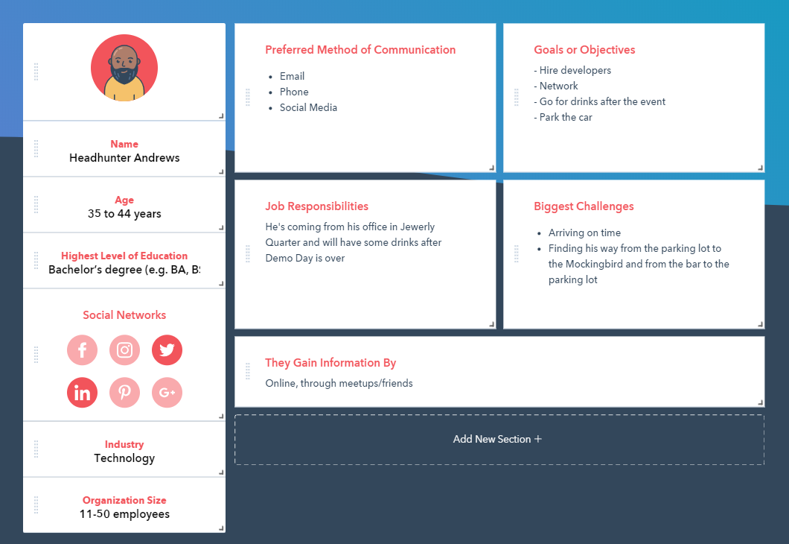 Name
Headhunter Andrews
Age
35 to 44 years
Highest Level of Education
Bachelor's degree (e.g. BA, BS
Social Networks
Industry
Technology
Organization Size
11-50 employees
Preferred Method of Communication
Email
Phone
Social Media
Goals or Objectives
- Hire developers
- Network
- Go for drinks after the event
- Park the car
Job Responsibilities
He's coming from his office in Jewerly
Quarter and will have some drinks after
Demo Day is over
Biggest Challenges
Arriving on time
Finding his way from the parking lot to
the Mockingbird and from the bar to the
parking lot
They Gain Information By
Online, through meetups/friends
Add New Section +